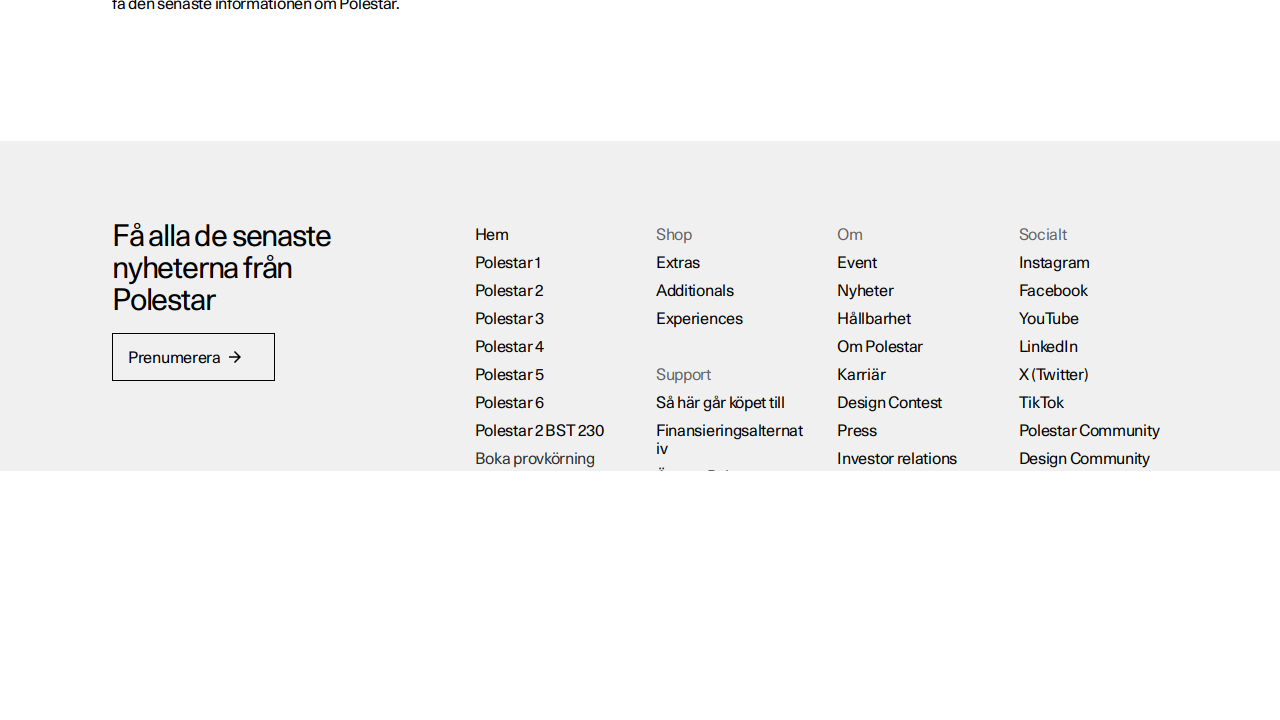 få den senaste informationen om Polestar.
Få alla de senaste
nyheterna från
Polestar
Prenumerera
Hem
Polestar 1
Polestar 2
Polestar 3
Polestar 4
Polestar 5
Polestar 6
Polestar 2 BST 230
Boka provkörning
Shop
Extras
Additionals
Experiences
Support
Så här går köpet till
Finansieringsalternat
iv
Om
Event
Nyheter
Hållbarhet
Om Polestar
Karriär
Design Contest
Press
Investor relations
Socialt
Instagram
Facebook
YouTube
LinkedIn
X (Twitter)
TikTok
Polestar Community
Design Community